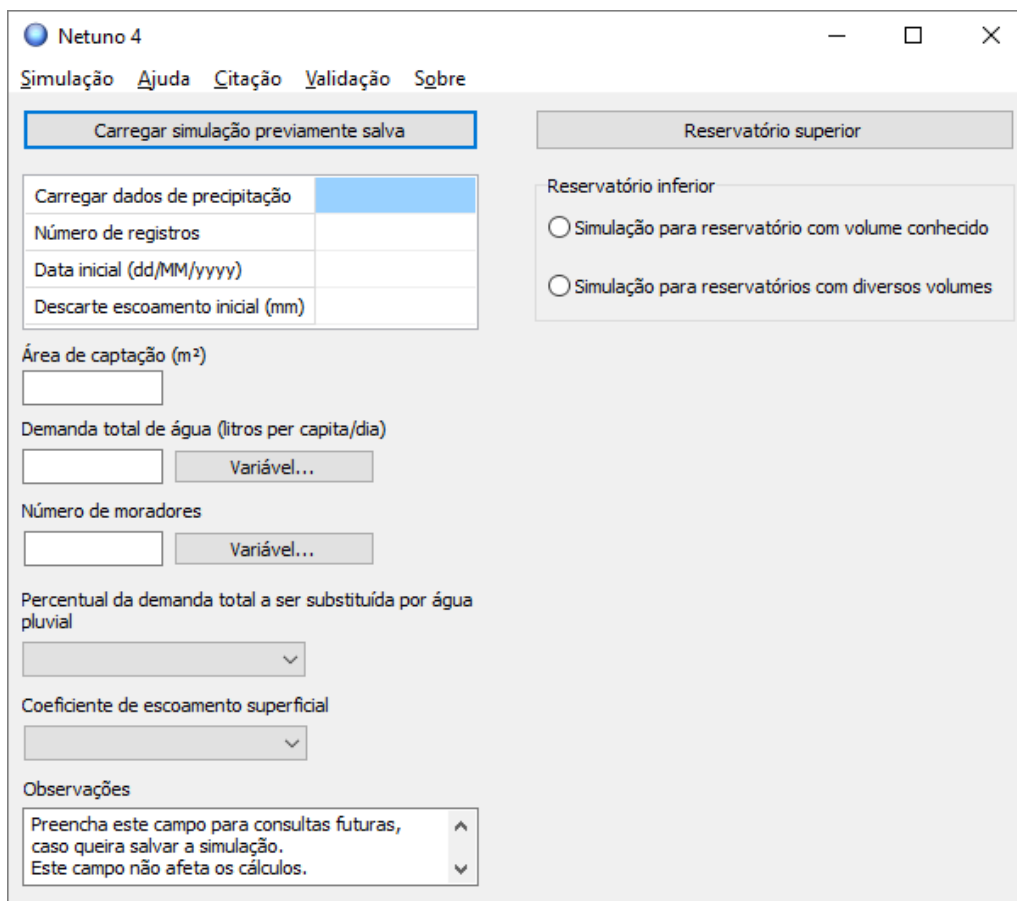 Netuno 4
Simulação Ajuda Citação Validação Sobre
Carregar simulação previamente salva
Reservatório superior
Carregar dados de precipitação
Número de registros
Data inicial (dd/MM/yyyy)
Descarte escoamento inicial (mm)
Reservatório inferior
Simulação para reservatório com volume conhecido
Simulação para reservatórios com diversos volumes
Área de captação (m²)
Demanda total de água (litros per capita/dia)
Variável...
Número de moradores
Variável...
Percentual da demanda total a ser substituída por água
pluvial
Coeficiente de escoamento superficial
Observações
Preencha este campo para consultas futuras,
caso queira salvar a simulação.
Este campo não afeta os cálculos.